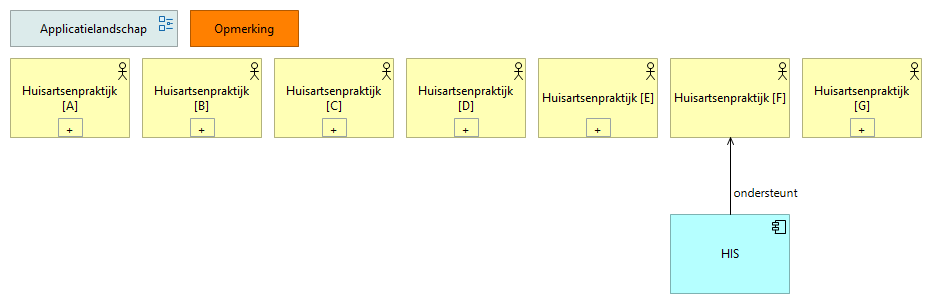 Applicatielandschap
Opmerking
Huisartsenpraktijk
[A]
+
Huisartsenpraktijk
[B]
+
Huisartsenpraktijk
[C]
+
Huisartsenpraktijk
[D]
+
Huisartsenpraktijk [E]
+
Huisartsenpraktijk [F]
Huisartsenpraktijk
[G]
+
ondersteunt
HIS